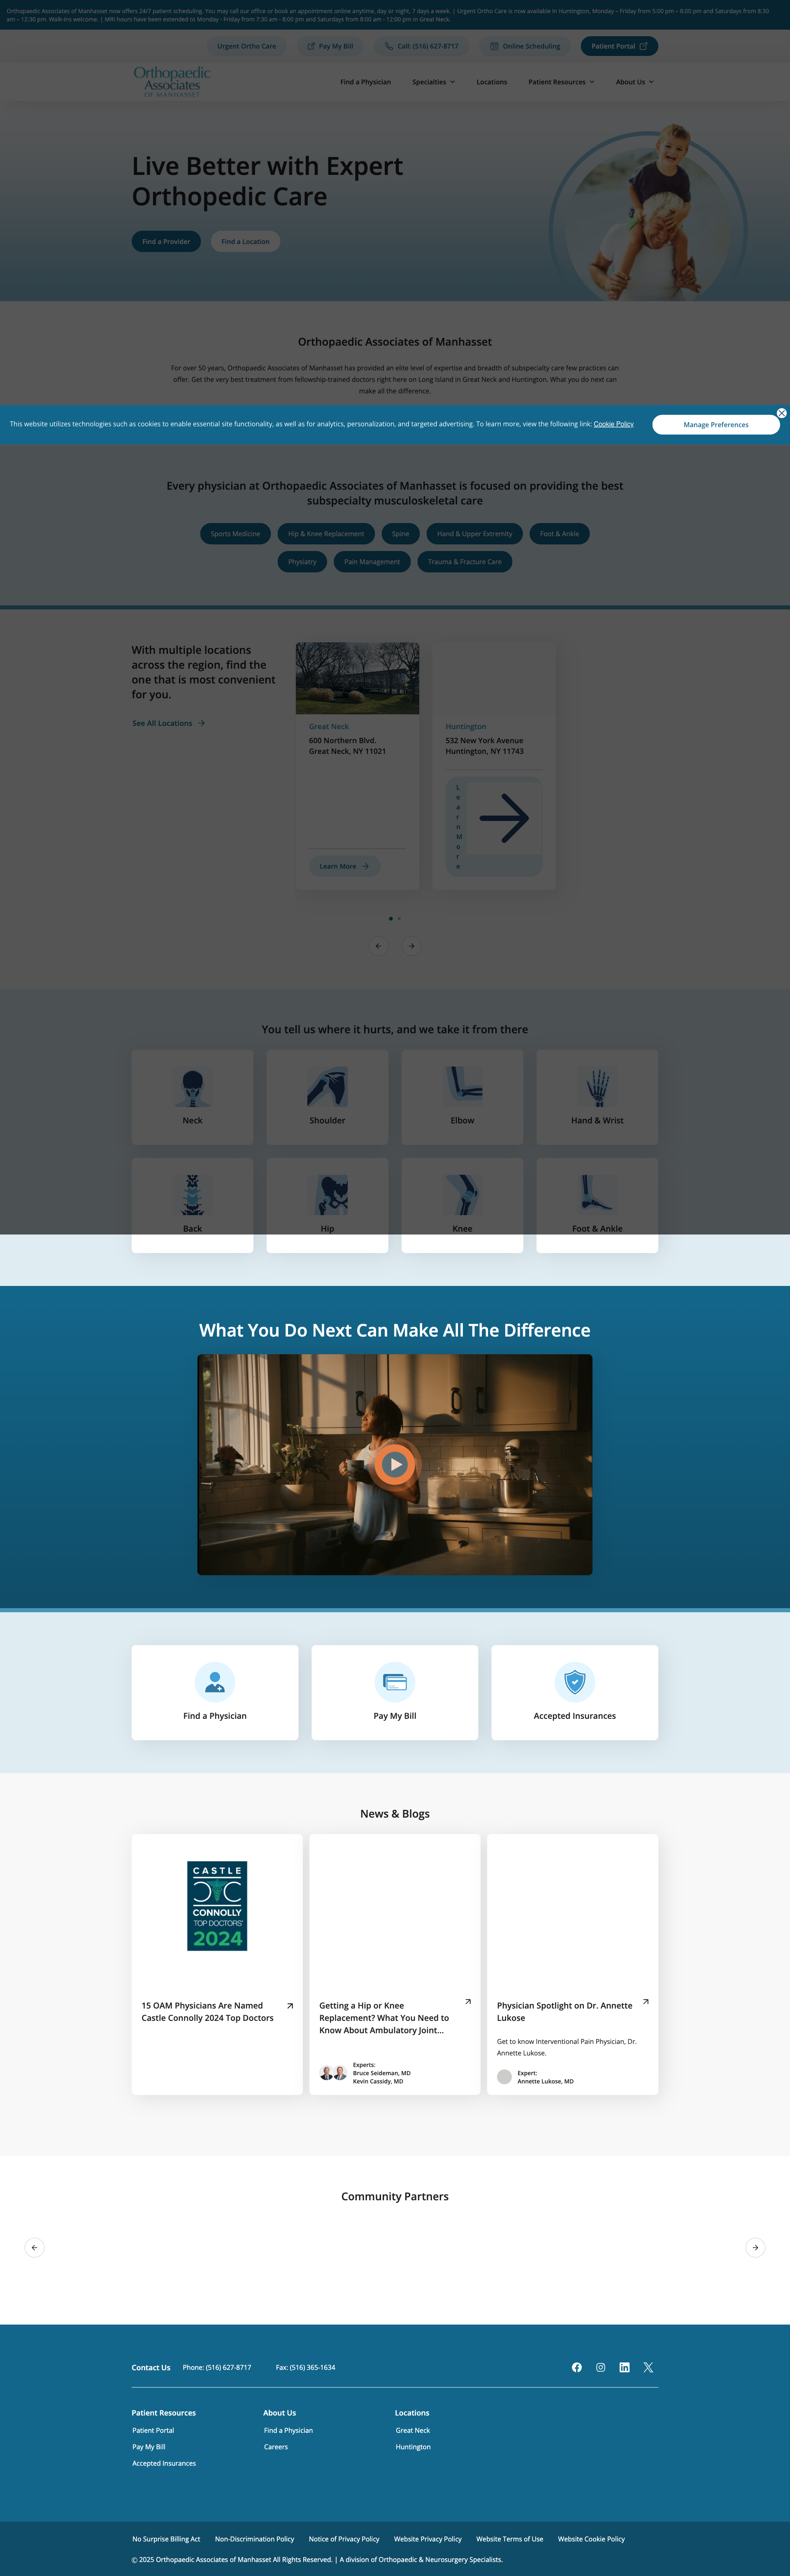 Orthopaedic Associates of Manhasset now offers 24/7 patient scheduling. You may call our office or book an appointment online anytime, day or night, 7 days a week. | Urgent Ortho Care is now available in Huntington, Monday – Friday from 5:00 pm – 8:00 pm and Saturdays from 8:30
am – 12:30 pm. Walk-Ins welcome. | MRI hours have been extended to Monday - Friday from 7:30 am - 8:00 pm and Saturdays from 8:00 am - 12:00 pm in Great Neck.
Urgent Ortho Care
Pay My Bill
Call: (516) 627-8717
Online Scheduling
Patient Portal
Orthopaedic
Associates
OF MANHASSET
Find a Physician
Specialties
Locations
Patient Resources
About Us
Live Better with Expert
Orthopedic Care
Find a Provider
Find a Location
Orthopaedic Associates of Manhasset
For over 50 years, Orthopaedic Associates of Manhasset has provided an elite level of expertise and breadth of subspecialty care few practices can
offer. Get the very best treatment from fellowship-trained doctors right here on Long Island in Great Neck and Huntington. What you do next can
make all the difference.
This website utilizes technologies such as cookies to enable essential site functionality, as well as for analytics, personalization, and targeted advertising. To learn more, view the following link: Cookie Policy
Manage Preferences
Every physician at Orthopaedic Associates of Manhasset is focused on providing the best
subspecialty musculoskeletal care
Sports Medicine
Hip & Knee Replacement
Spine
Hand & Upper Extremity
Foot & Ankle
Physiatry
Pain Management
Trauma & Fracture Care
With multiple locations
across the region, find the
one that is most convenient
for you.
See All Locations
Great Neck
600 Northern Blvd.
Great Neck, NY 11021
Learn More
Huntington
532 New York Avenue
Huntington, NY 11743
Learn More
You tell us where it hurts, and we take it from there
Neck
Shoulder
Elbow
Hand & Wrist
Back
Hip
Knee
Foot & Ankle
What You Do Next Can Make All The Difference
Find a Physician
Pay My Bill
Accepted Insurances
News & Blogs
CASTLE
CONNOLLY
TOP DOCTORS
2024
15 OAM Physicians Are Named
Castle Connolly 2024 Top Doctors
Getting a Hip or Knee
Replacement? What You Need to
Know About Ambulatory Joint...
Experts:
Bruce Seideman, MD
Kevin Cassidy, MD
Physician Spotlight on Dr. Annette
Lukose
Get to know Interventional Pain Physician, Dr.
Annette Lukose.
Expert:
Annette Lukose, MD
Community Partners
Contact Us
Phone: (516) 627-8717
Fax: (516) 365-1634
Patient Resources
Patient Portal
Pay My Bill
Accepted Insurances
About Us
Find a Physician
Careers
Locations
Great Neck
Huntington
No Surprise Billing Act
Non-Discrimination Policy
Notice of Privacy Policy
Website Privacy Policy
Website Terms of Use
Website Cookie Policy
© 2025 Orthopaedic Associates of Manhasset All Rights Reserved. | A division of Orthopaedic & Neurosurgery Specialists.